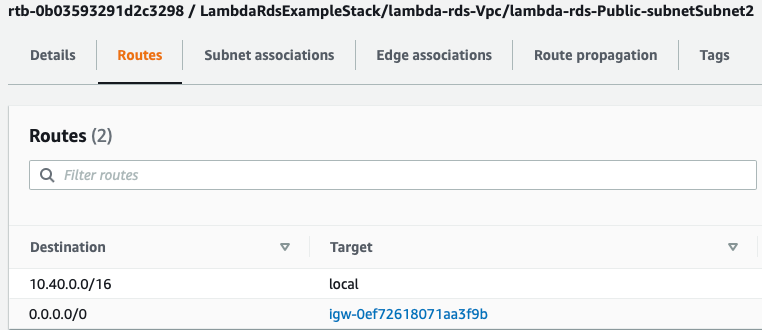 rtb-0b03593291d2c3298 / LambdaRdsExampleStack/lambda-rds-Vpc/lambda-rds-Public-subnetSubnet2
Details Routes Subnet associations Edge associations Route propagation Tags
Routes (2)
Filter routes
Destination Target
10.40.0.0/16 local
0.0.0.0/0 igw-0ef72618071aa3f9b